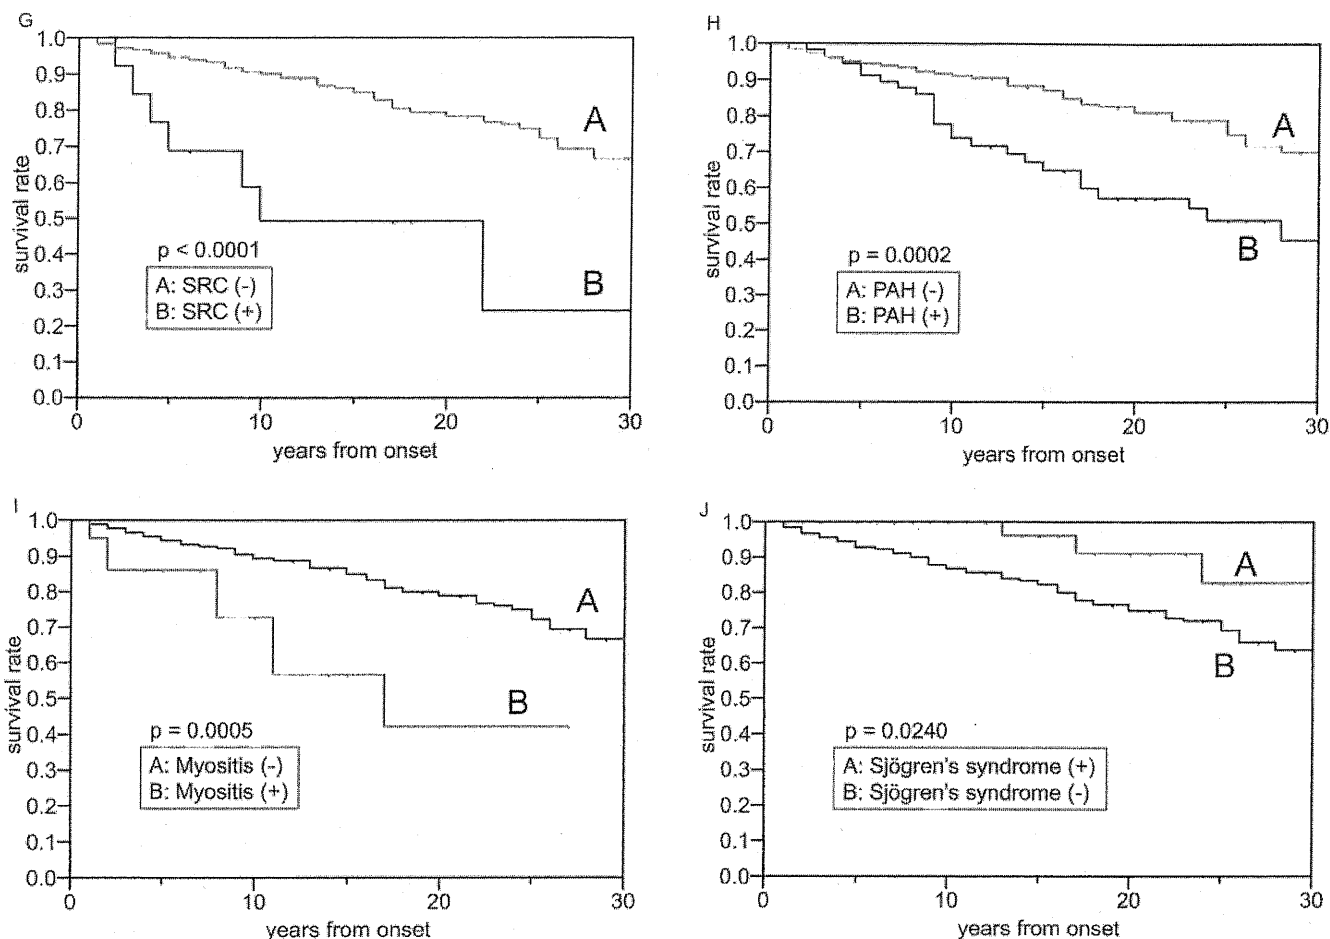 G
1.0
0.9
0.8
0.7
0.6
0.5
0.4
0.3
0.2
0.1
0.0
survival rate
A
B
p < 0.0001
A: SRC (-)
B: SRC (+)
0 10 20 30
years from onset
H
1.0
0.9
0.8
0.7
0.6
0.5
0.4
0.3
0.2
0.1
0.0
survival rate
A
B
p = 0.0002
A: PAH (-)
B: PAH (+)
0 10 20 30
years from onset
I
1.0
0.9
0.8
0.7
0.6
0.5
0.4
0.3
0.2
0.1
0.0
survival rate
A
B
p = 0.0005
A: Myositis (-)
B: Myositis (+)
0 10 20 30
years from onset
J
1.0
0.9
0.8
0.7
0.6
0.5
0.4
0.3
0.2
0.1
0.0
survival rate
A
B
p = 0.0240
A: Sjögren's syndrome (+)
B: Sjögren's syndrome (-)
0 10 20 30
years from onset